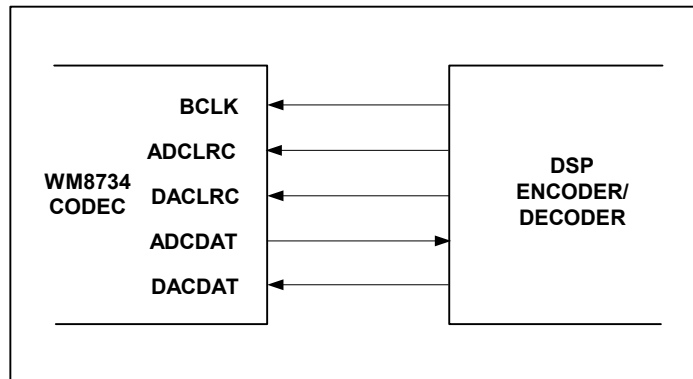 BCLK
ADCLRC
WM8734
CODEC
DACLRC
ADCDAT
DACDAT
DSP
ENCODER/
DECODER